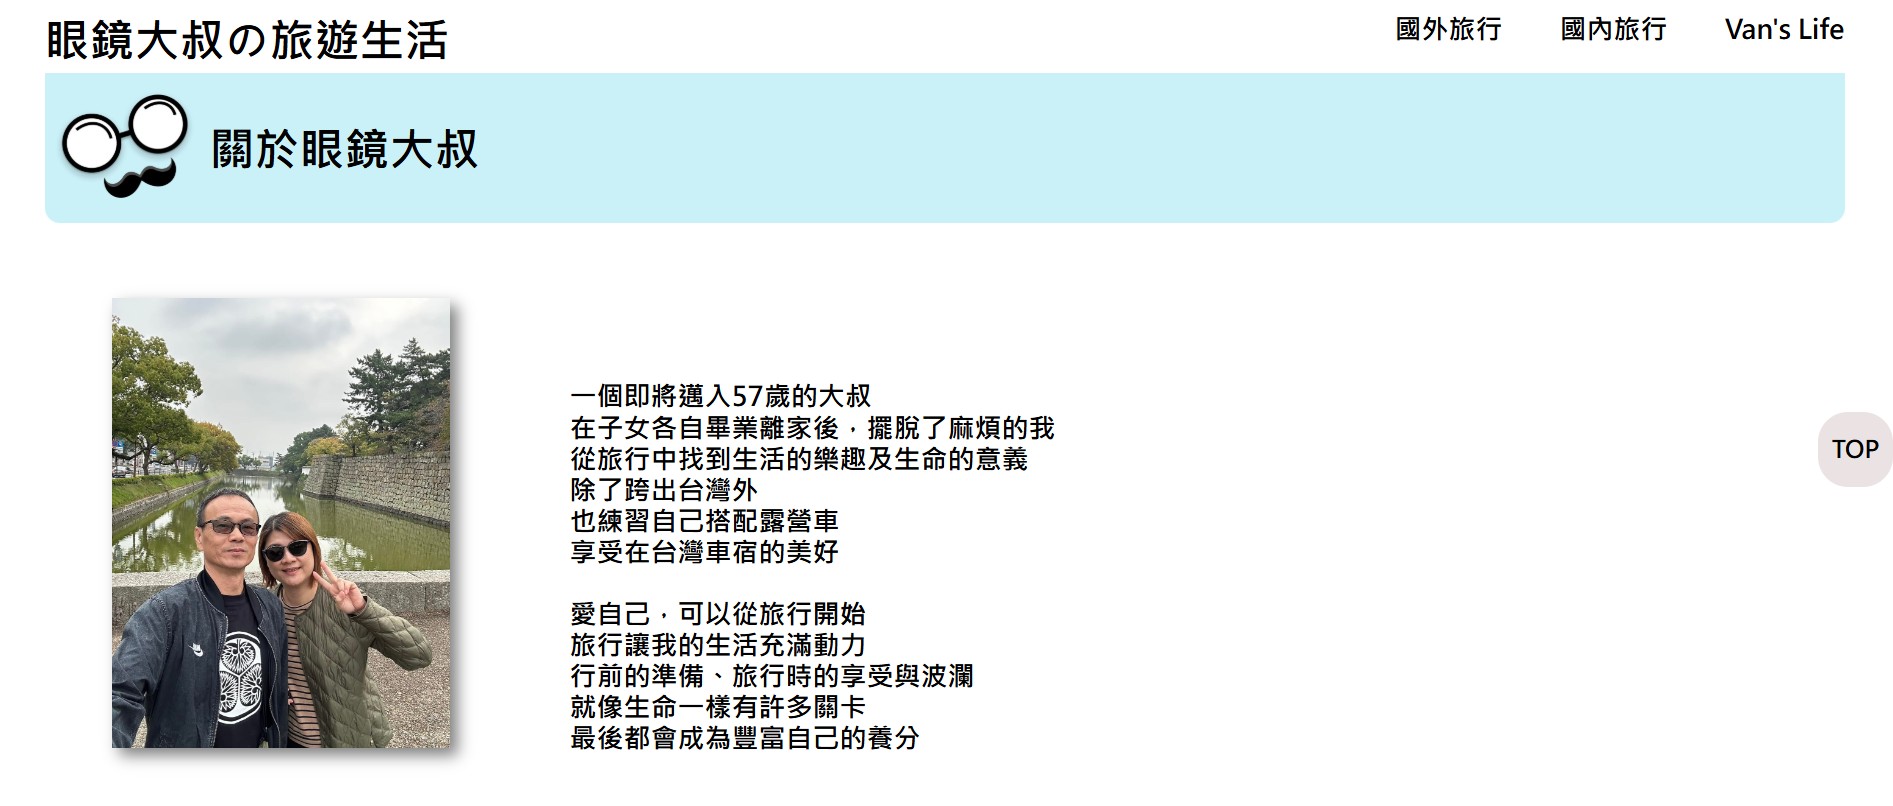 眼鏡大叔の旅遊生活
國外旅行
國內旅行
Van's Life
關於眼鏡大叔
一個即將邁入57歲的大叔
在子女各自畢業離家後，擺脫了麻煩的我
從旅行中找到生活的樂趣及生命的意義
除了跨出台灣外
也練習自己搭配露營車
享受在台灣車宿的美好
愛自己，可以從旅行開始
旅行讓我的生活充滿動力
行前的準備、旅行時的享受與波瀾
就像生命一樣有許多關卡
最後都會成為豐富自己的養分
TOP